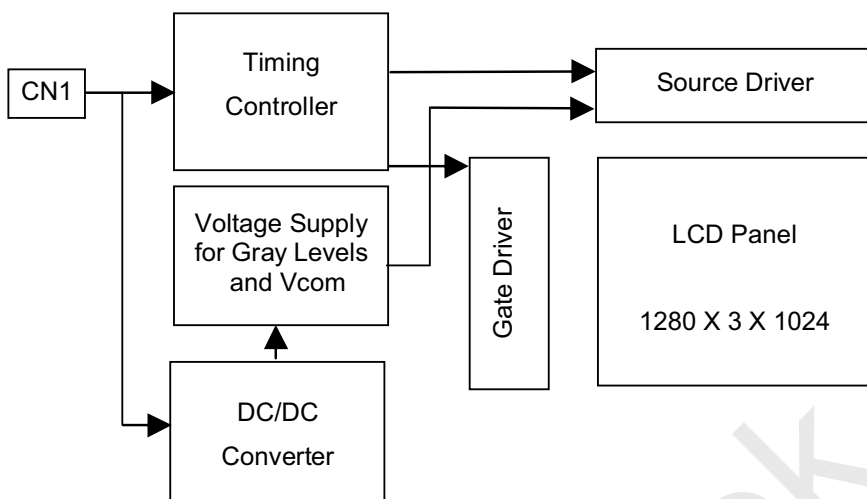 CN1
Timing
Controller
Source Driver
Voltage Supply
for Gray Levels
and Vcom
Gate Driver
LCD Panel
1280 X 3 X 1024
DC/DC
Converter